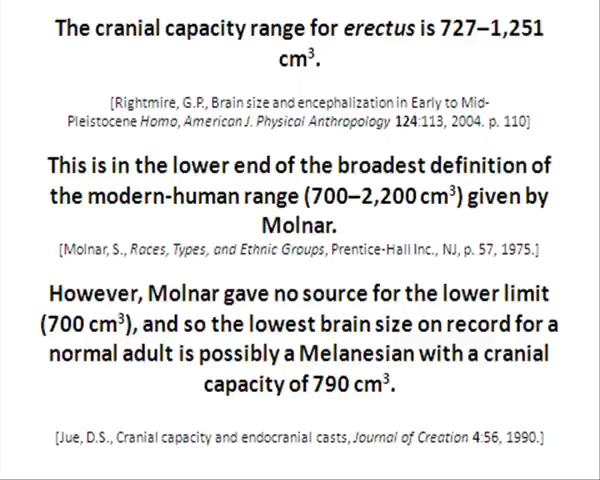 The cranial capacity range for erectus is 727–1,251
cm³.
[Rightmire, G.P., Brain size and encephalization in Early to Mid-
Pleistocene Homo, American J. Physical Anthropology 124:113, 2004. p. 110]
This is in the lower end of the broadest definition of
the modern-human range (700–2,200 cm³) given by
Molnar.
[Molnar, S., Races, Types, and Ethnic Groups, Prentice-Hall Inc., NJ, p. 57, 1975.]
However, Molnar gave no source for the lower limit
(700 cm³), and so the lowest brain size on record for a
normal adult is possibly a Melanesian with a cranial
capacity of 790 cm³.
[Jue, D.S., Cranial capacity and endocranial casts, Journal of Creation 4:56, 1990.]